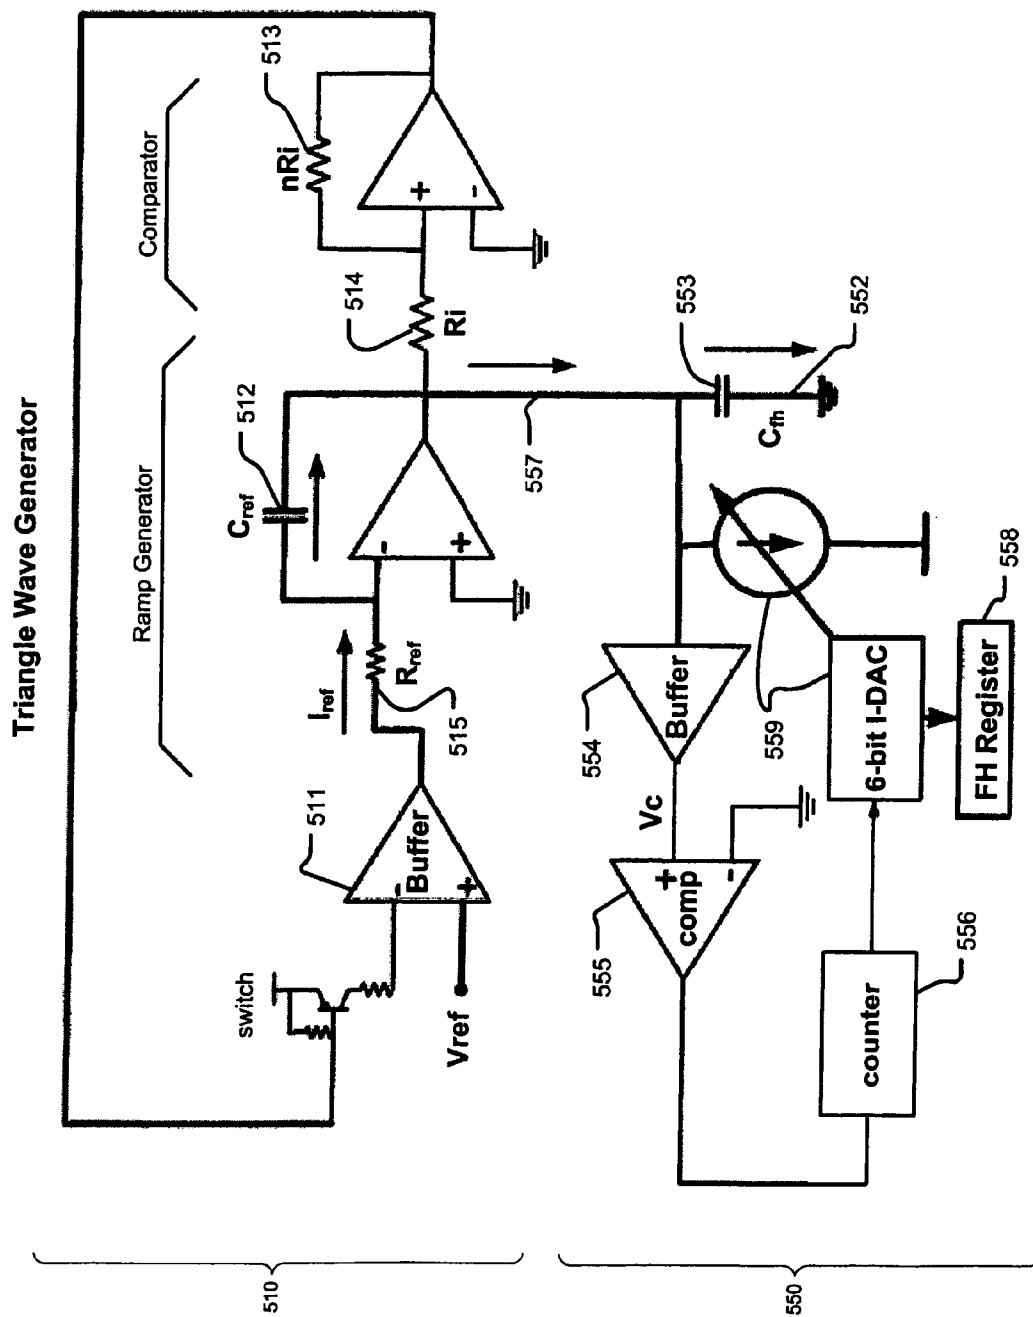 Triangle Wave Generator
Ramp Generator
Comparator
switch
Vref
511
Buffer
-
+
Iref
Rref
515
Cref
512
-
+
514
Ri
nRi
513
+
-
510
557
553
Cfh
552
554
Buffer
Vc
555
comp
+
-
559
6-bit I-DAC
558
FH Register
counter
556
550